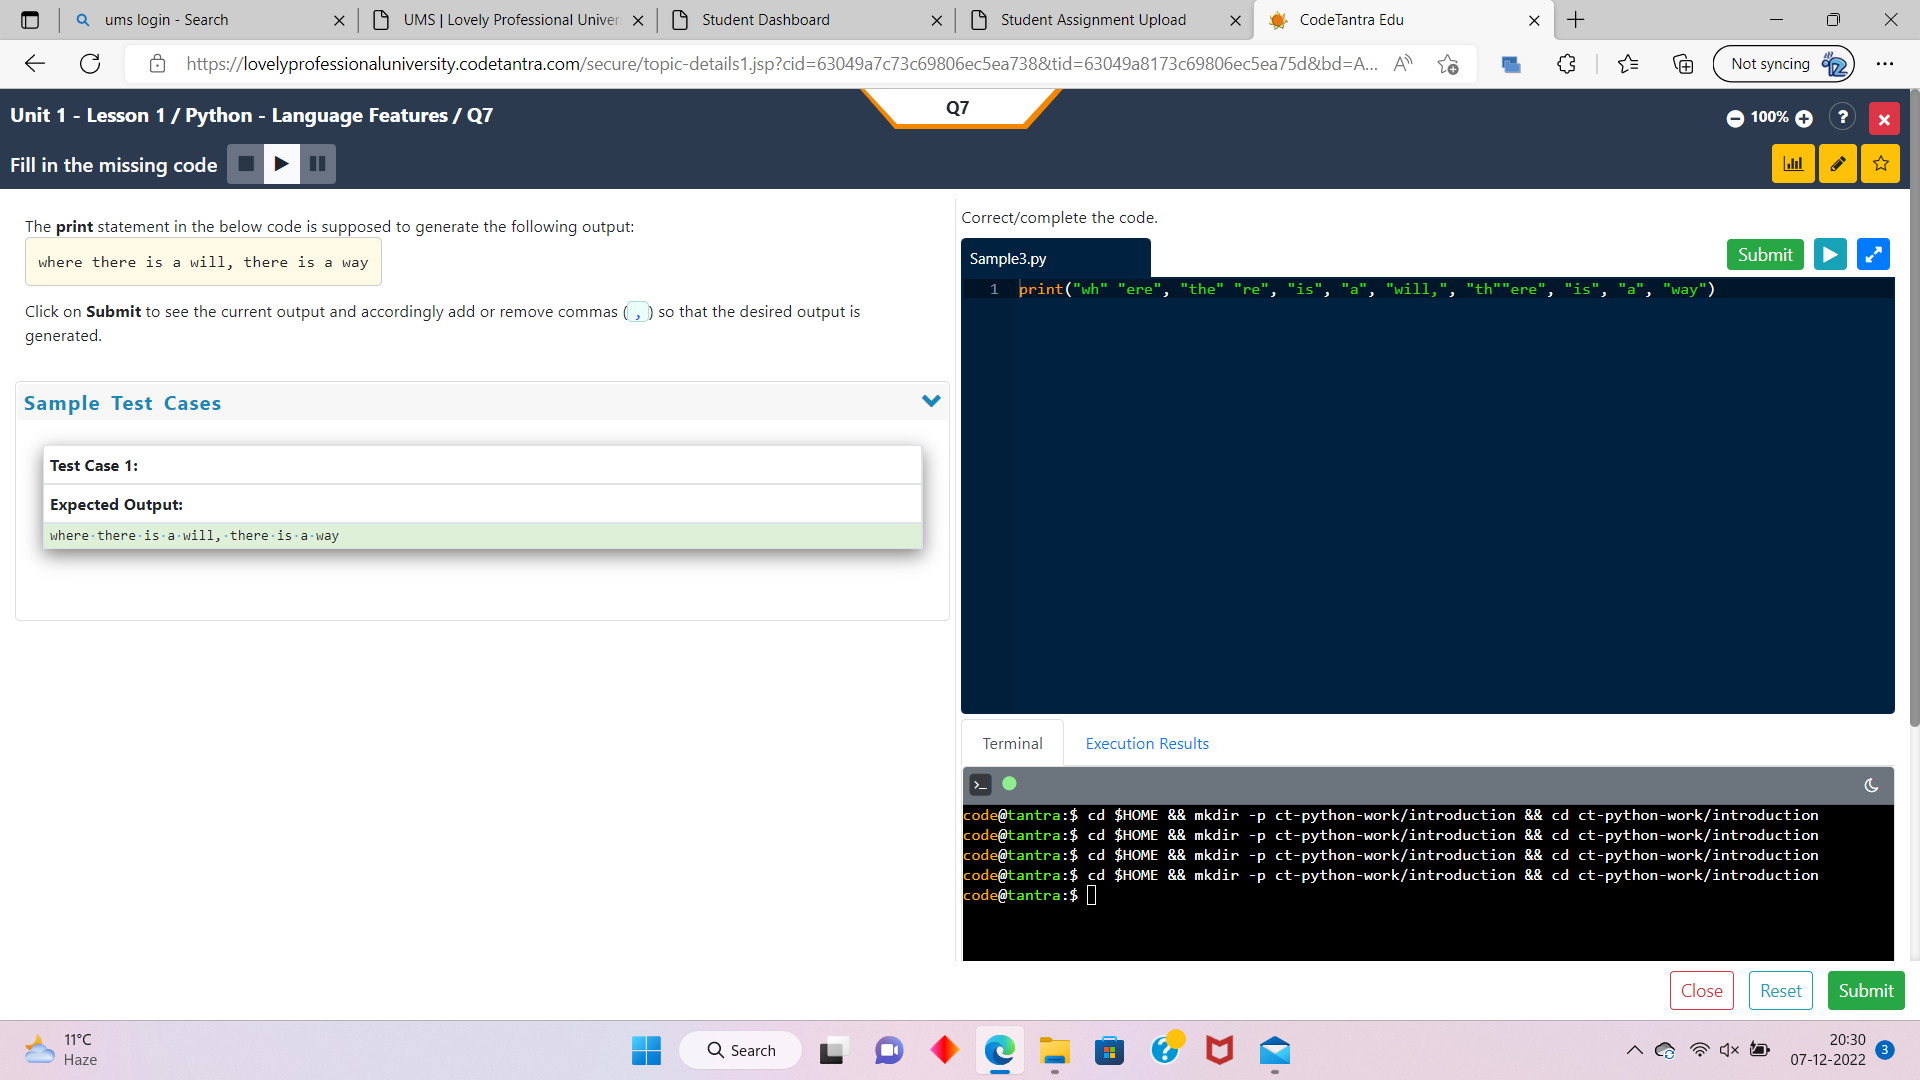 ums login - Search
UMS | Lovely Professional Univer
Student Dashboard
Student Assignment Upload
CodeTantra Edu
https://lovelyprofessionaluniversity.codetantra.com/secure/topic-details1.jsp?cid=63049a7c73c69806ec5ea738&tid=63049a8173c69806ec5ea75d&bd=A...
Not syncing
Unit 1 - Lesson 1 / Python - Language Features / Q7
Q7
100%
?
Fill in the missing code
The print statement in the below code is supposed to generate the following output:
where there is a will, there is a way
Click on Submit to see the current output and accordingly add or remove commas ( , ) so that the desired output is
generated.
Sample Test Cases
Test Case 1:
Expected Output:
where·there·is·a·will,·there·is·a·way
Correct/complete the code.
Sample3.py
Submit
1 print("wh" "ere", "the" "re", "is", "a", "will,", "th""ere", "is", "a", "way")
Terminal
Execution Results
code@tantra:$ cd $HOME && mkdir -p ct-python-work/introduction && cd ct-python-work/introduction
code@tantra:$ cd $HOME && mkdir -p ct-python-work/introduction && cd ct-python-work/introduction
code@tantra:$ cd $HOME && mkdir -p ct-python-work/introduction && cd ct-python-work/introduction
code@tantra:$ cd $HOME && mkdir -p ct-python-work/introduction && cd ct-python-work/introduction
code@tantra:$
Close
Reset
Submit
11°C
Haze
Search
20:30
07-12-2022
3